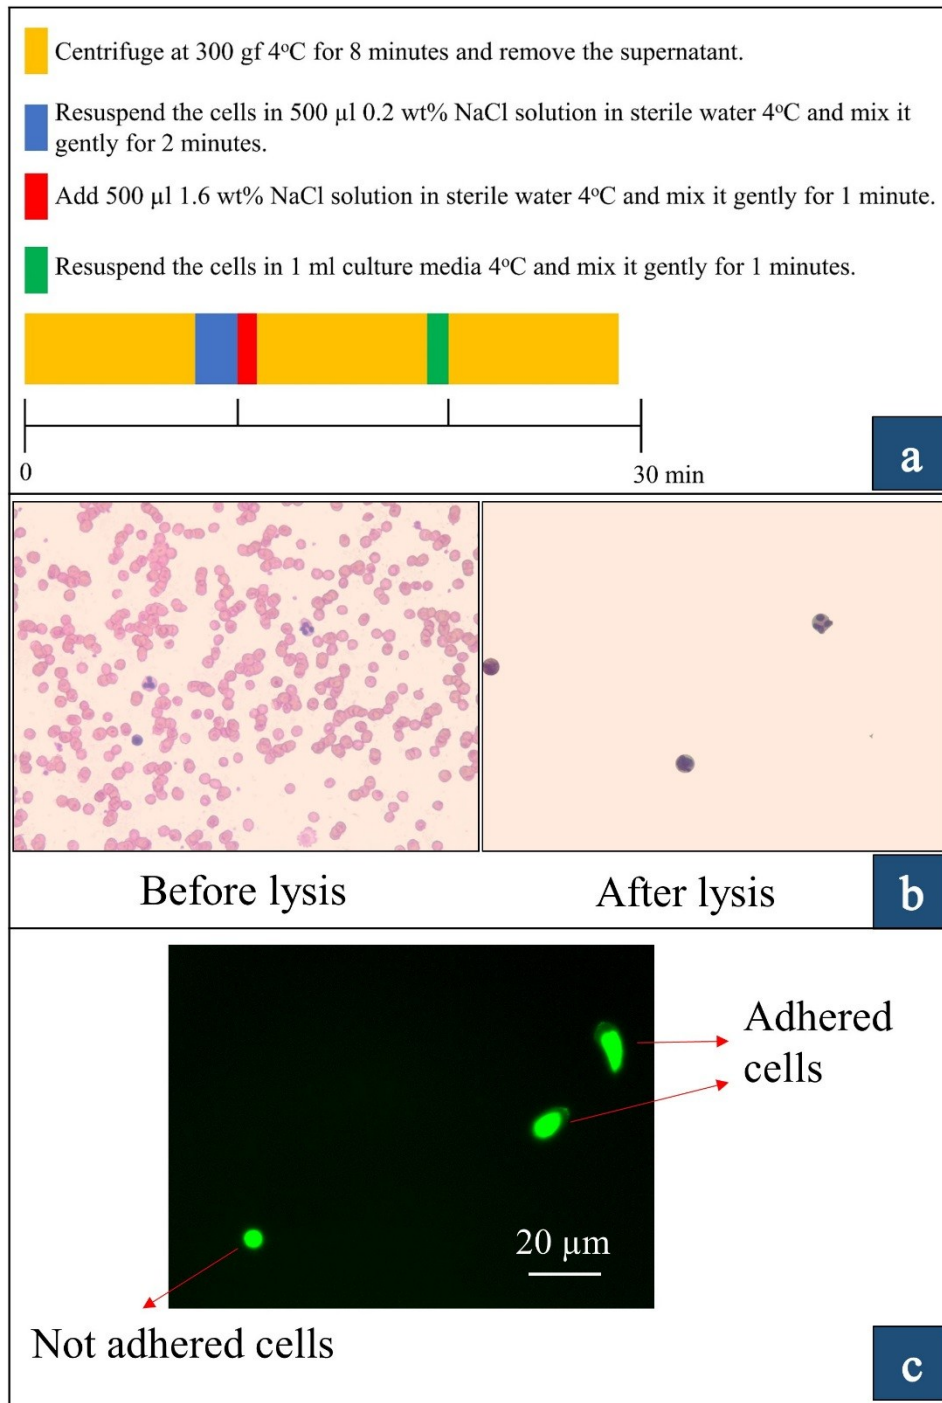 Centrifuge at 300 gf 4ºC for 8 minutes and remove the supernatant.
Resuspend the cells in 500 µl 0.2 wt% NaCl solution in sterile water 4ºC and mix it
gently for 2 minutes.
Add 500 µl 1.6 wt% NaCl solution in sterile water 4ºC and mix it gently for 1 minute.
Resuspend the cells in 1 ml culture media 4ºC and mix it gently for 1 minutes.
0
30 min
a
Before lysis
After lysis
b
Adhered
cells
20 µm
Not adhered cells
c